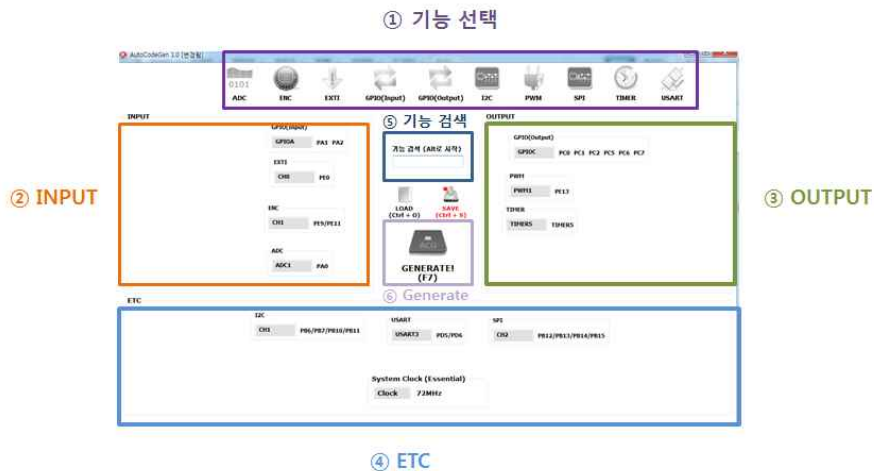 ① 기능 선택
AutoCodeGen 1.0 [변경됨]
0101
ADC ENC EXTI GPIO(Input) GPIO(Output) I2C PWM SPI TIMER USART
INPUT
⑤ 기능 검색
OUTPUT
GPIO(Input)
GPIOA PA1 PA2
EXTI
CH0 PE0
ENC
CH1 PE9/PE11
ADC
ADC1 PA0
② INPUT
기능 검색 (Alt로 시작)
LOAD
(Ctrl + O)
SAVE
(Ctrl + S)
ACG
GENERATE!
(F7)
⑥ Generate
GPIO(Output)
GPIOC PC0 PC1 PC2 PC5 PC6 PC7
PWM
PWM1 PE13
TIMER
TIMER5 TIMER5
③ OUTPUT
ETC
I2C
CH1 PB6/PB7/PB10/PB11
USART
USART2 PD5/PD6
SPI
CH2 PB12/PB13/PB14/PB15
System Clock (Essential)
Clock 72MHz
④ ETC